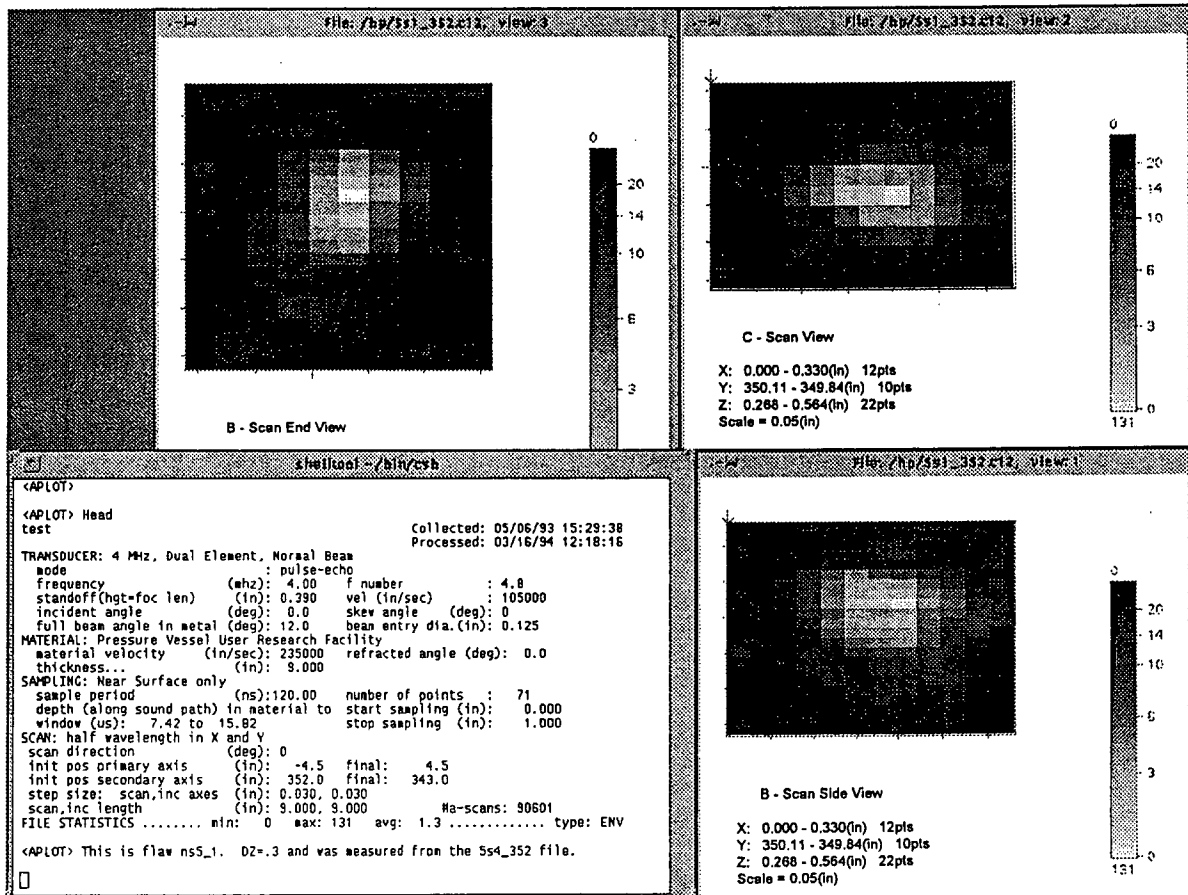 File: /hp/5s1_352.c12, view:3
0
20
14
10
6
3
B - Scan End View
File: /hp/5s1_352.c12, view:2
0
20
14
10
6
3
0
131
C - Scan View
X: 0.000 - 0.330(in) 12pts
Y: 350.11 - 349.84(in) 10pts
Z: 0.268 - 0.564(in) 22pts
Scale = 0.05(in)
shelltool - /bin/csh
<APLOT>
<APLOT> Head
test Collected: 05/06/93 15:29:38
Processed: 03/16/94 12:18:16
TRANSDUCER: 4 MHz, Dual Element, Normal Beam
mode : pulse-echo
frequency (mhz): 4.00 f number : 4.8
standoff(hgt=foc len) (in): 0.390 vel (in/sec) : 105000
incident angle (deg): 0.0 skew angle (deg): 0
full beam angle in metal (deg): 12.0 beam entry dia.(in): 0.125
MATERIAL: Pressure Vessel User Research Facility
material velocity (in/sec): 235000 refracted angle (deg): 0.0
thickness... (in): 9.000
SAMPLING: Near Surface only
sample period (ns):120.00 number of points : 71
depth (along sound path) in material to start sampling (in): 0.000
window (us): 7.42 to 15.82 stop sampling (in): 1.000
SCAN: half wavelength in X and Y
scan direction (deg): 0
init pos primary axis (in): -4.5 final: 4.5
init pos secondary axis (in): 352.0 final: 343.0
step size: scan,inc axes (in): 0.030, 0.030
scan,inc length (in): 9.000, 9.000 #a-scans: 90601
FILE STATISTICS ........ min: 0 max: 131 avg: 1.3 ............. type: ENV
<APLOT> This is flaw ns5_1. DZ=.3 and was measured from the 5s4_352 file.
File: /hp/5s1_352.c12, view:1
0
20
14
10
6
3
0
131
B - Scan Side View
X: 0.000 - 0.330(in) 12pts
Y: 350.11 - 349.84(in) 10pts
Z: 0.268 - 0.564(in) 22pts
Scale = 0.05(in)